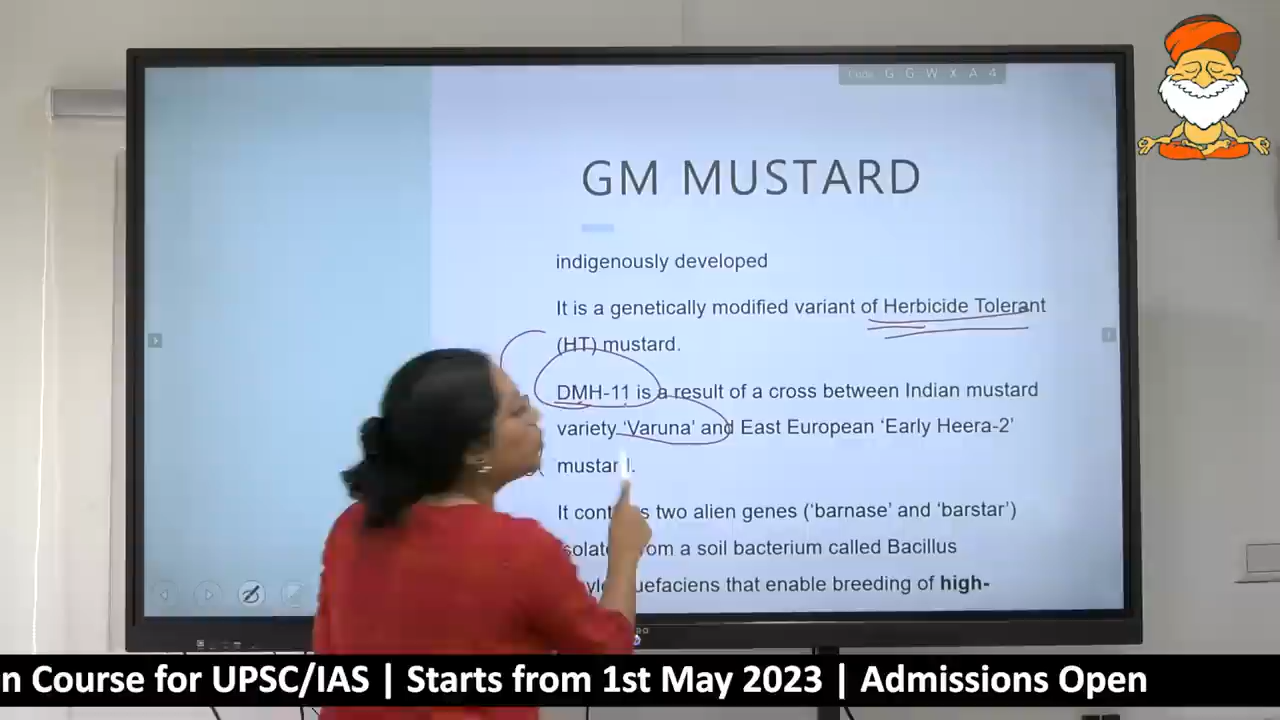 Code G G W X A 4
GM MUSTARD
indigenously developed
It is a genetically modified variant of Herbicide Tolerant
(HT) mustard.
DMH-11 is a result of a cross between Indian mustard
variety 'Varuna' and East European 'Early Heera-2'
It two alien genes ('barnase' and 'barstar')
a soil bacterium called Bacillus
that enable breeding of high-
n Course for UPSC/IAS | Starts from 1st May 2023 | Admissions Open